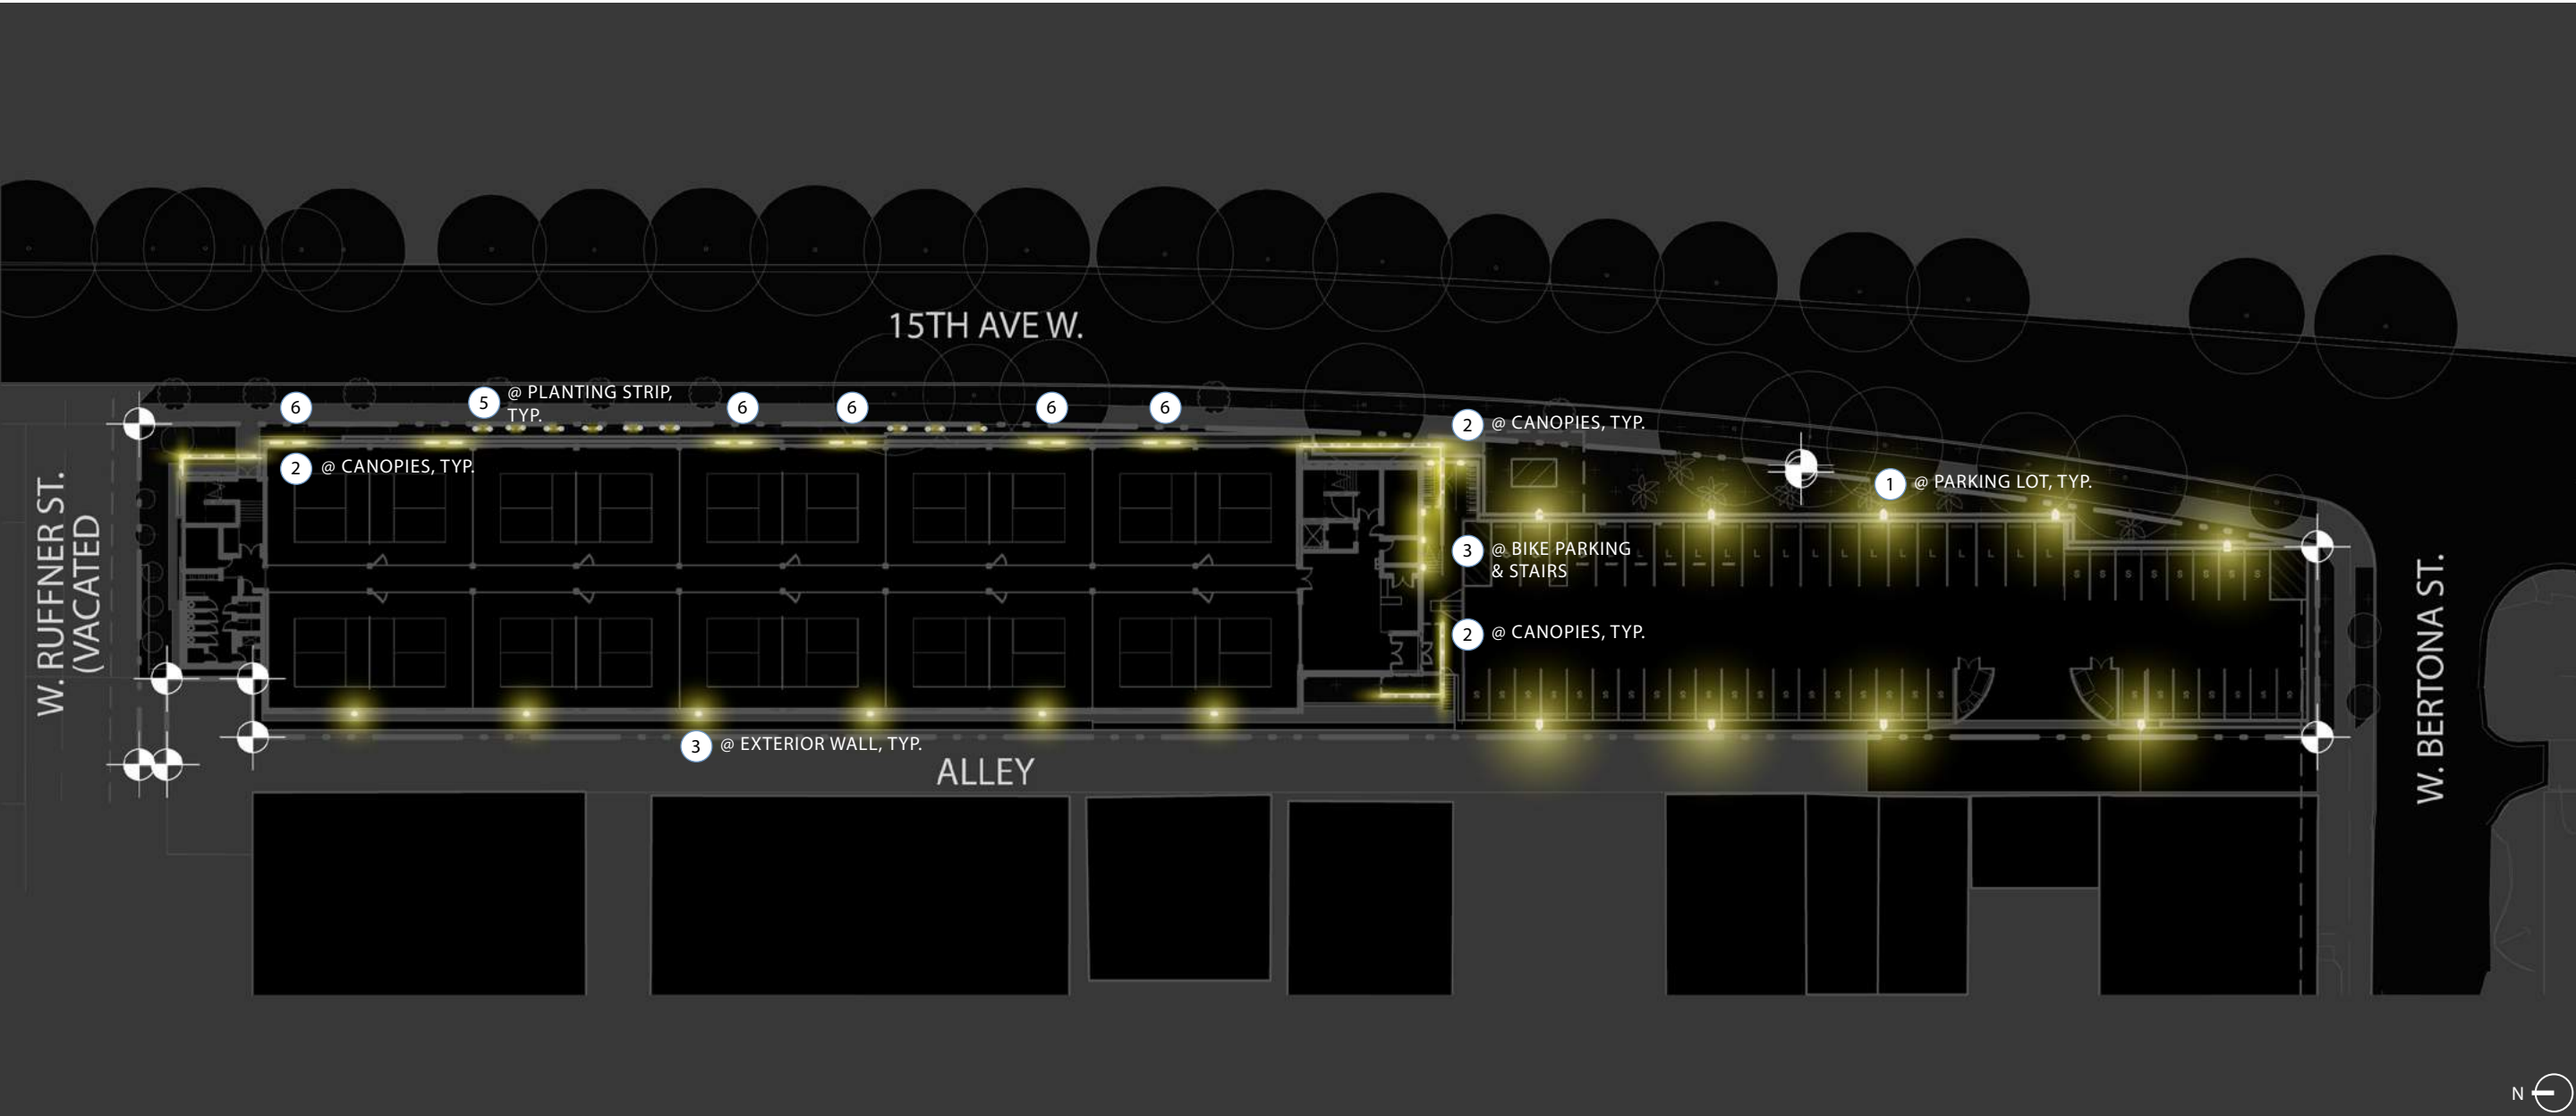 15TH AVE W.
6
5
@ PLANTING STRIP,
TYP.
6
6
6
6
2
@ CANOPIES, TYP.
2
@ CANOPIES, TYP.
1
@ PARKING LOT, TYP.
3
@ BIKE PARKING
& STAIRS
2
@ CANOPIES, TYP.
3
@ EXTERIOR WALL, TYP.
ALLEY
W. RUFFNER ST.
(VACATED
W. BERTONA ST.
L L L L L L L L L L L
S S S S S S S
N